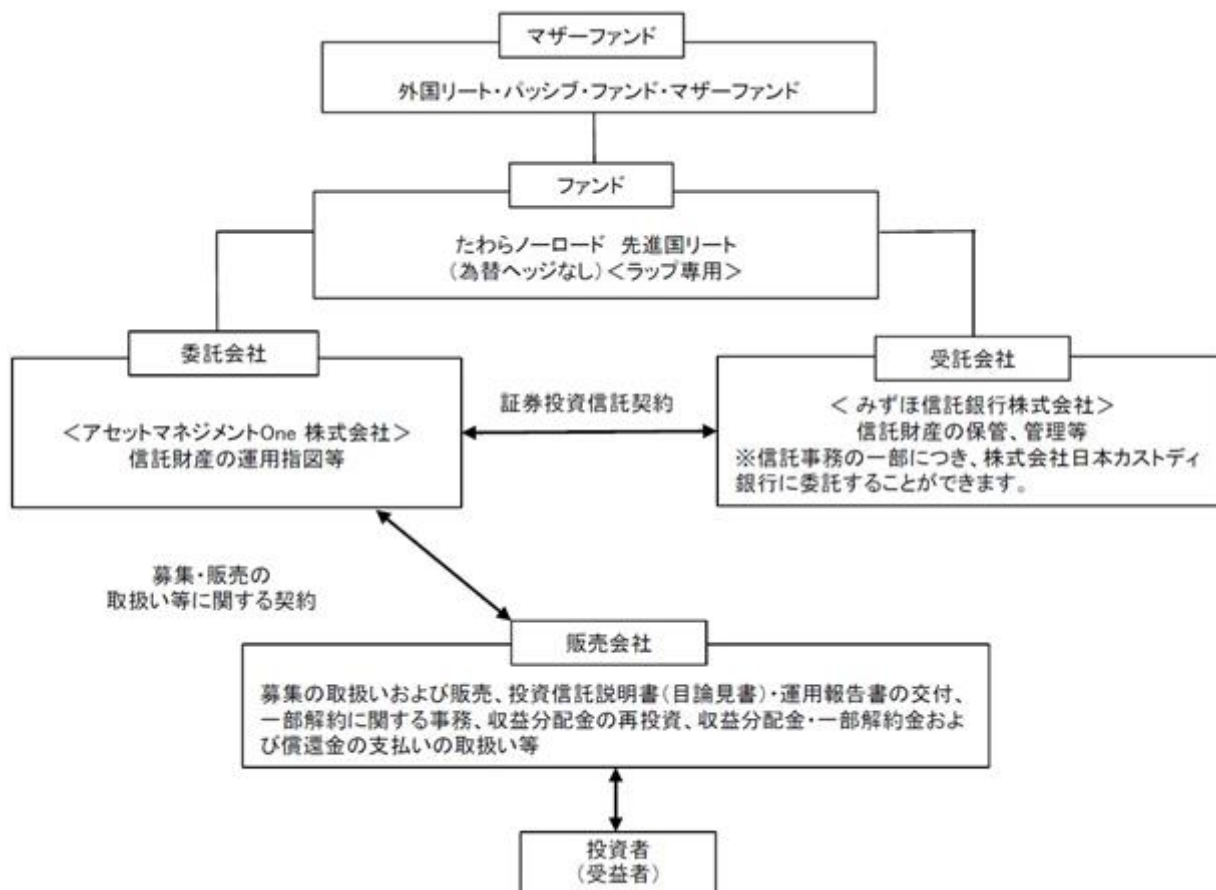 マザーファンド
外国リート・パッシブ・ファンド・マザーファンド
ファンド
たわらノーロード 先進国リート
(為替ヘッジなし)<ラップ専用>
委託会社
<アセットマネジメントOne 株式会社>
信託財産の運用指図等
証券投資信託契約
受託会社
< みずほ信託銀行株式会社>
信託財産の保管、管理等
※信託事務の一部につき、株式会社日本カストディ
銀行に委託することができます。
募集・販売の
取扱い等に関する契約
販売会社
募集の取扱いおよび販売、投資信託説明書(目論見書)・運用報告書の交付、
一部解約に関する事務、収益分配金の再投資、収益分配金・一部解約金およ
び償還金の支払いの取扱い等
投資者
(受益者)